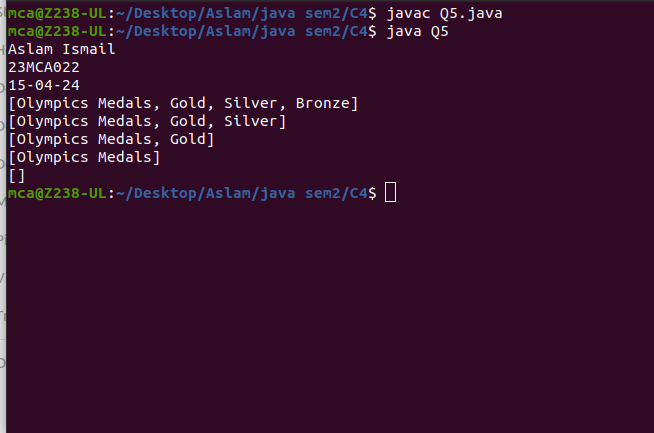 mca@Z238-UL:~/Desktop/Aslam/java sem2/C4$ javac Q5.java
mca@Z238-UL:~/Desktop/Aslam/java sem2/C4$ java Q5
Aslam Ismail
23MCA022
15-04-24
[Olympics Medals, Gold, Silver, Bronze]
[Olympics Medals, Gold, Silver]
[Olympics Medals, Gold]
[Olympics Medals]
[]
mca@Z238-UL:~/Desktop/Aslam/java sem2/C4$